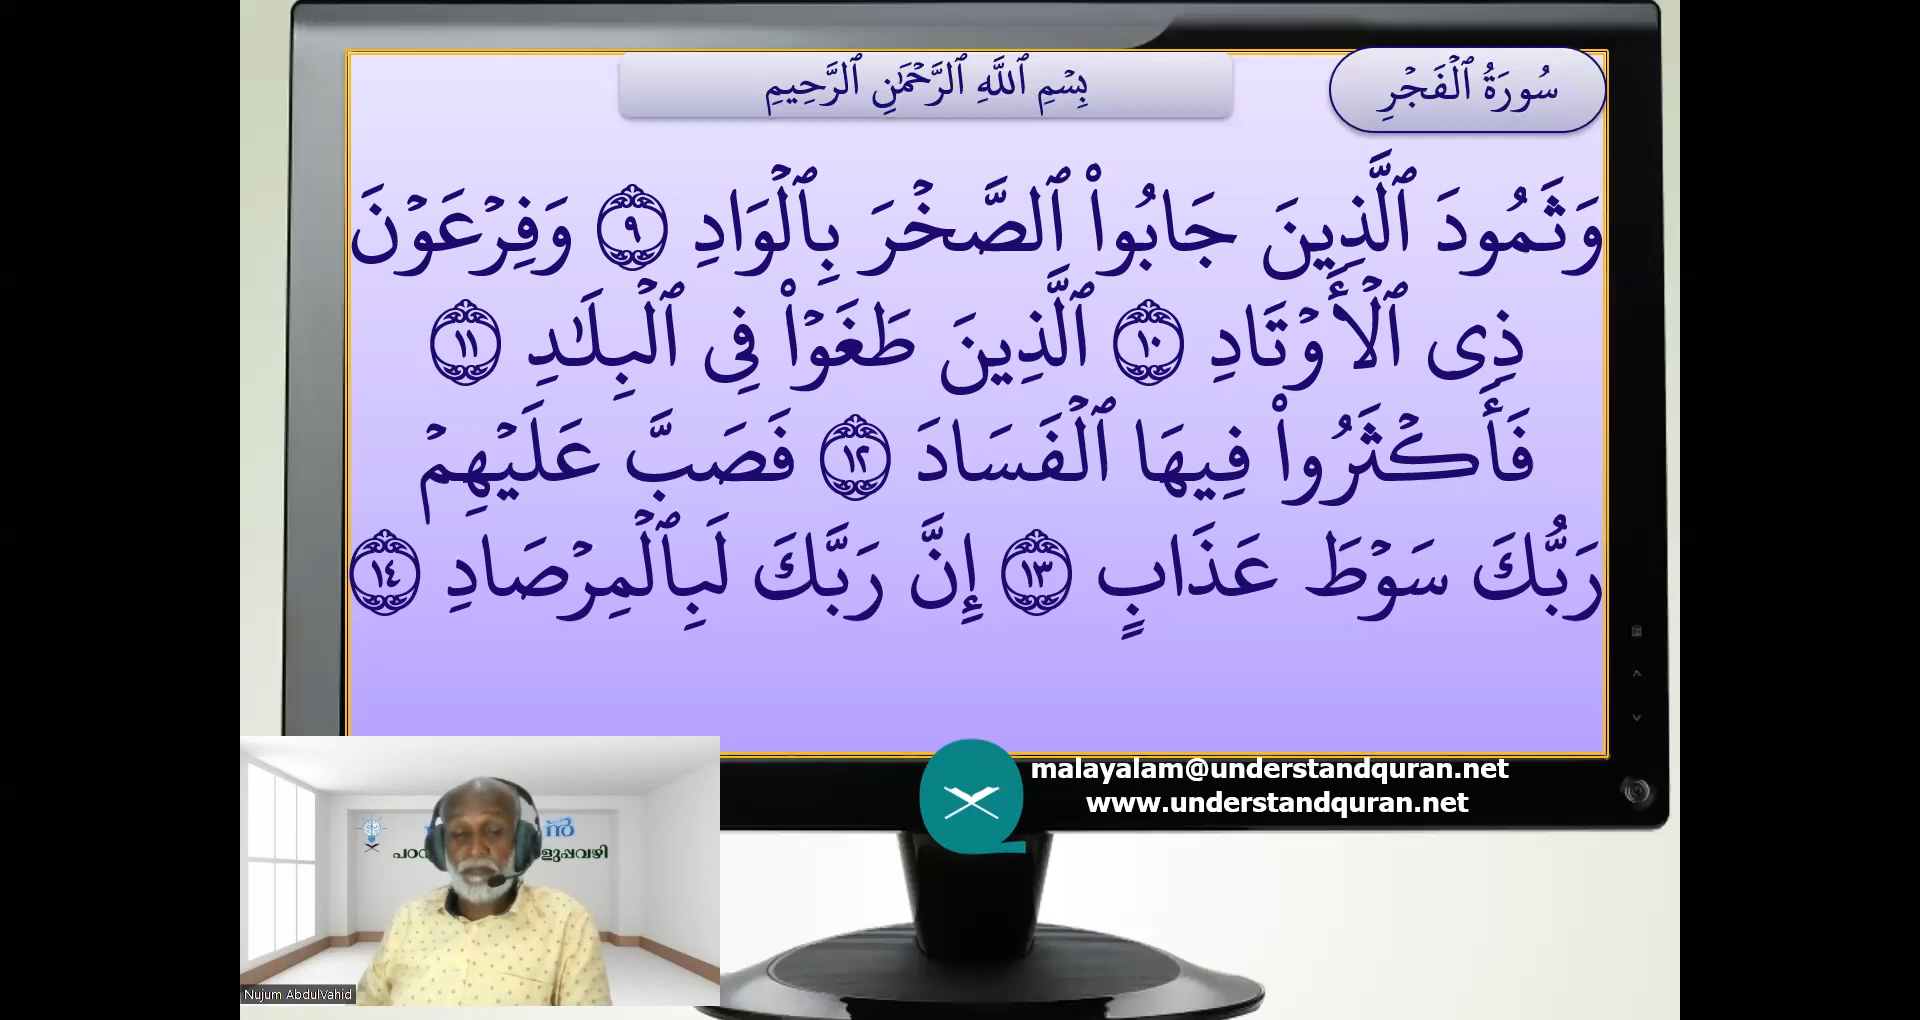 بِسۡمِ ٱللَّهِ ٱلرَّحۡمَٰنِ ٱلرَّحِيمِ
سُورَةُ ٱلۡفَجۡرِ
وَثَمُودَ ٱلَّذِينَ جَابُواْ ٱلصَّخۡرَ بِٱلۡوَادِ ٩ وَفِرۡعَوۡنَ
ذِى ٱلۡأَوۡتَادِ ١٠ ٱلَّذِينَ طَغَوۡاْ فِى ٱلۡبِلَٰدِ ١١
فَأَكۡثَرُواْ فِيهَا ٱلۡفَسَادَ ١٢ فَصَبَّ عَلَيۡهِمۡ
رَبُّكَ سَوۡطَ عَذَابٍ ١٣ إِنَّ رَبَّكَ لَبِٱلۡمِرۡصَادِ ١٤
malayalam@understandquran.net
www.understandquran.net
Nujum AbdulVahid